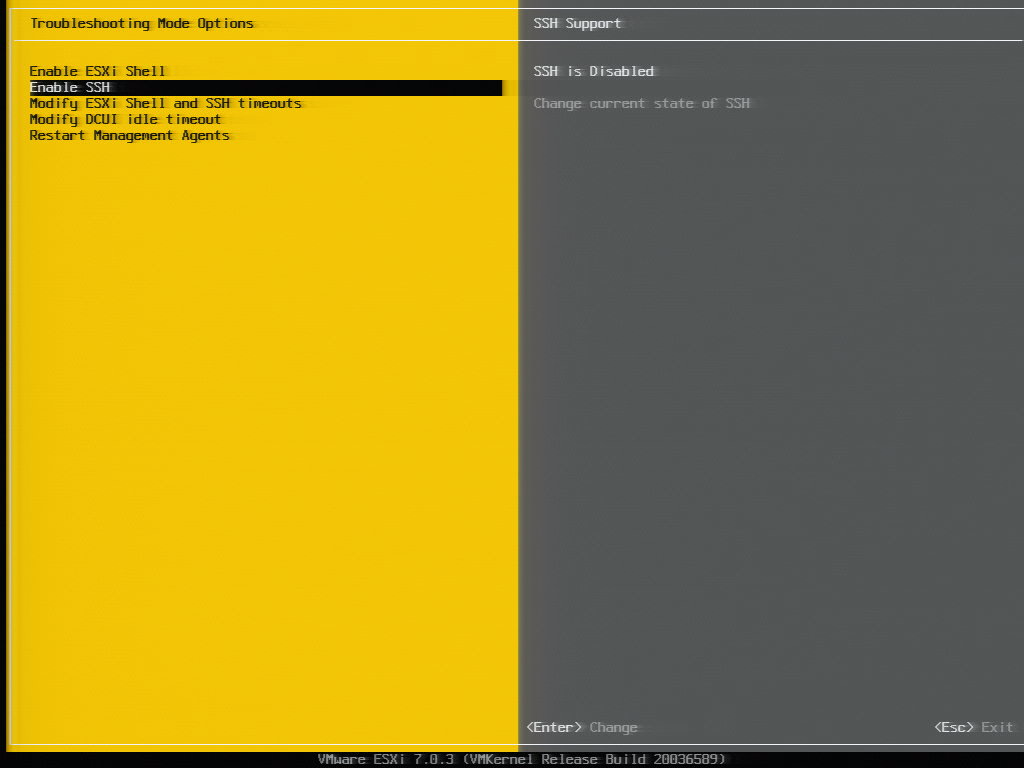 Troubleshooting Mode Options
SSH Support
Enable ESXi Shell
Enable SSH
Modify ESXi Shell and SSH timeouts
Modify DCUI idle timeout
Restart Management Agents
SSH is Disabled
Change current state of SSH
<Enter> Change
<Esc> Exit
VMware ESXi 7.0.3 (VMKernel Release Build 20036589)